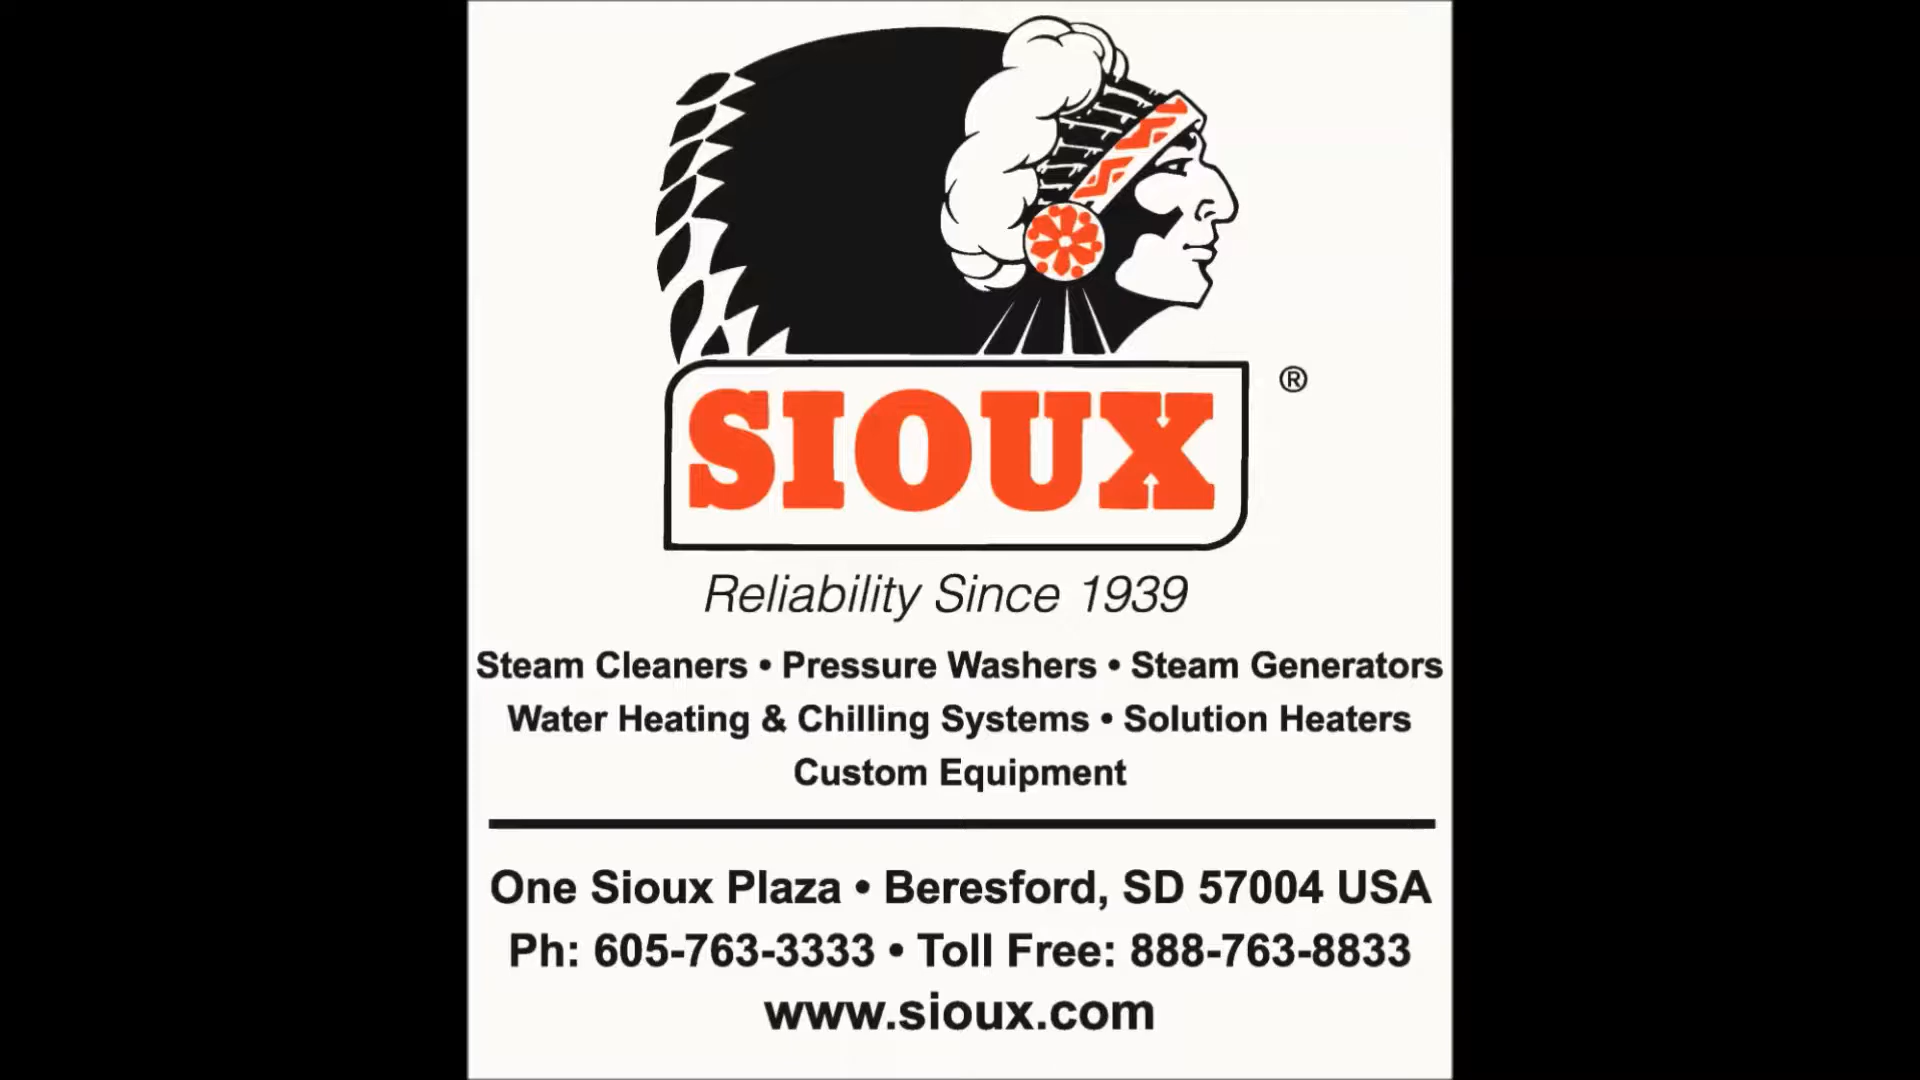 SIOUX ®
Reliability Since 1939
Steam Cleaners • Pressure Washers • Steam Generators
Water Heating & Chilling Systems • Solution Heaters
Custom Equipment
One Sioux Plaza • Beresford, SD 57004 USA
Ph: 605-763-3333 • Toll Free: 888-763-8833
www.sioux.com